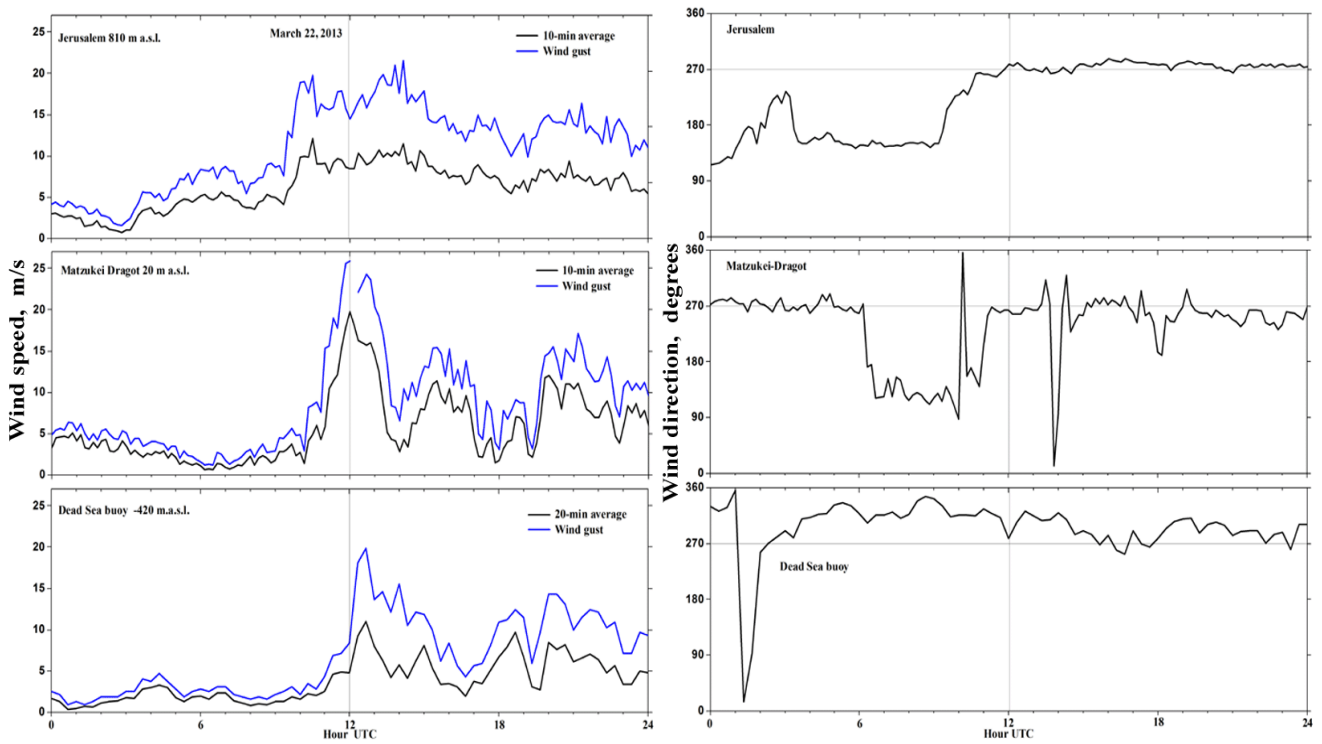 Wind speed, m/s
25
20
15
10
5
0
Jerusalem 810 m a.s.l.
March 22, 2013
10-min average
Wind gust
25
20
15
10
5
0
Matzukei Dragot 20 m a.s.l.
10-min average
Wind gust
25
20
15
10
5
0
Dead Sea buoy -420 m.a.s.l.
20-min average
Wind gust
0 6 12 18 24
Hour UTC
Wind direction, degrees
360
270
180
90
0
Jerusalem
360
270
180
90
0
Matzukei-Dragot
360
270
180
90
0
Dead Sea buoy
0 6 12 18 24
Hour UTC